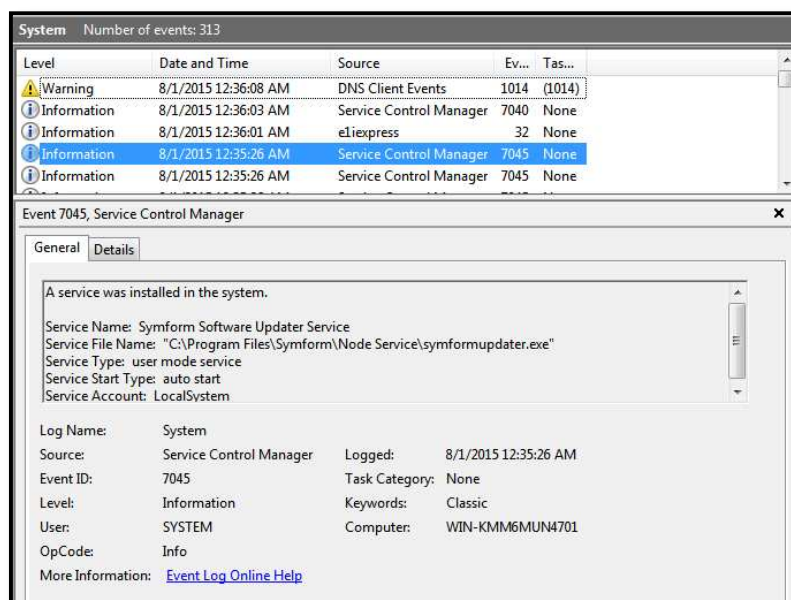 System Number of events: 313
Level Date and Time Source Ev... Tas...
Warning 8/1/2015 12:36:08 AM DNS Client Events 1014 (1014)
Information 8/1/2015 12:36:03 AM Service Control Manager 7040 None
Information 8/1/2015 12:36:01 AM e1iexpress 32 None
Information 8/1/2015 12:35:26 AM Service Control Manager 7045 None
Information 8/1/2015 12:35:26 AM Service Control Manager 7045 None
Event 7045, Service Control Manager
General Details
A service was installed in the system.
Service Name: Symform Software Updater Service
Service File Name: "C:\Program Files\Symform\Node Service\symformupdater.exe"
Service Type: user mode service
Service Start Type: auto start
Service Account: LocalSystem
Log Name: System
Source: Service Control Manager Logged: 8/1/2015 12:35:26 AM
Event ID: 7045 Task Category: None
Level: Information Keywords: Classic
User: SYSTEM Computer: WIN-KMM6MUN4701
OpCode: Info
More Information: Event Log Online Help